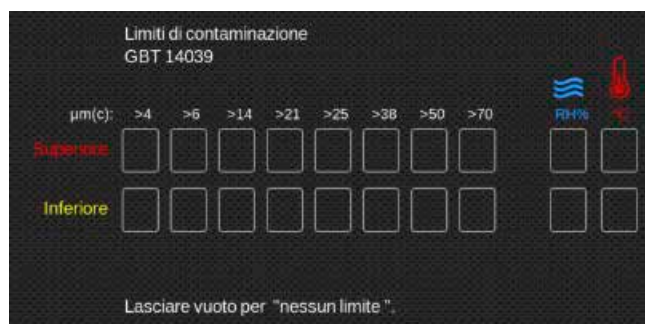 Limiti di contaminazione
GBT 14039
µm(c): >4 >6 >14 >21 >25 >38 >50 >70 RH% °C
Superiore
Inferiore
Lasciare vuoto per "nessun limite ".